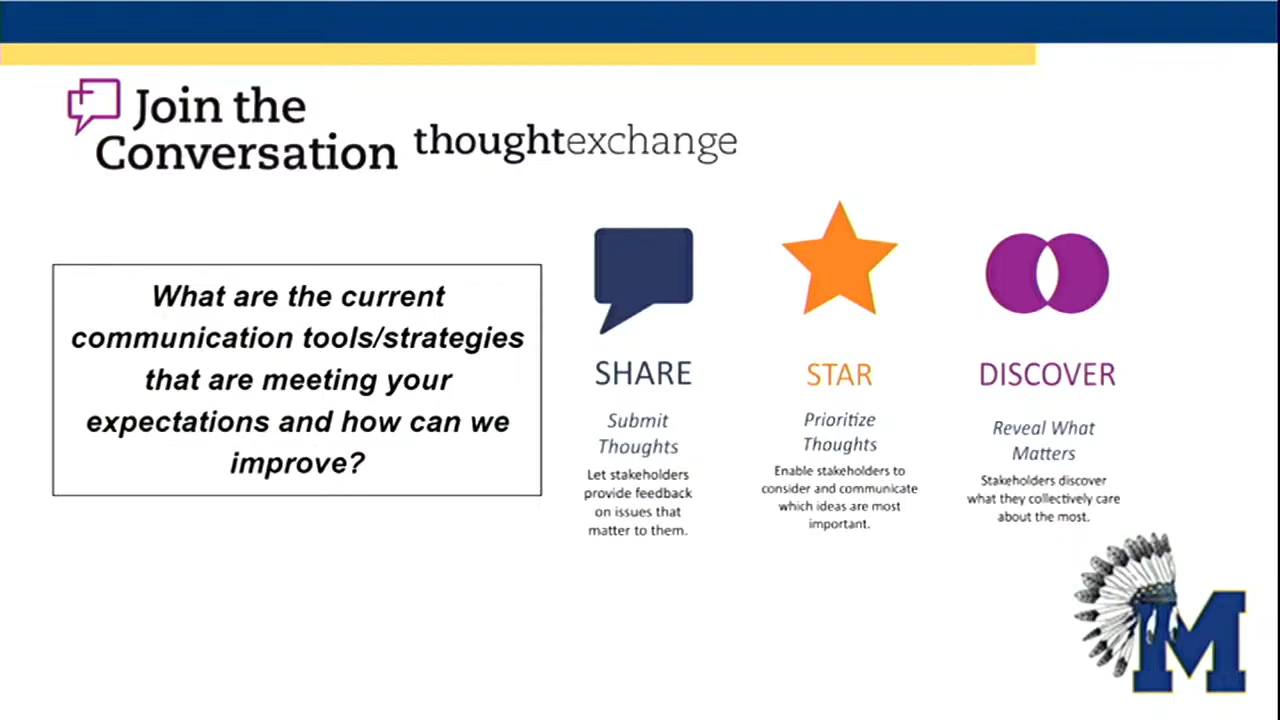 Join the
Conversation
thoughtexchange
What are the current
communication tools/strategies
that are meeting your
expectations and how can we
improve?
SHARE
Submit
Thoughts
Let stakeholders
provide feedback
on issues that
matter to them.
STAR
Prioritize
Thoughts
Enable stakeholders to
consider and communicate
which ideas are most
important.
DISCOVER
Reveal What
Matters
Stakeholders discover
what they collectively care
about the most.
M